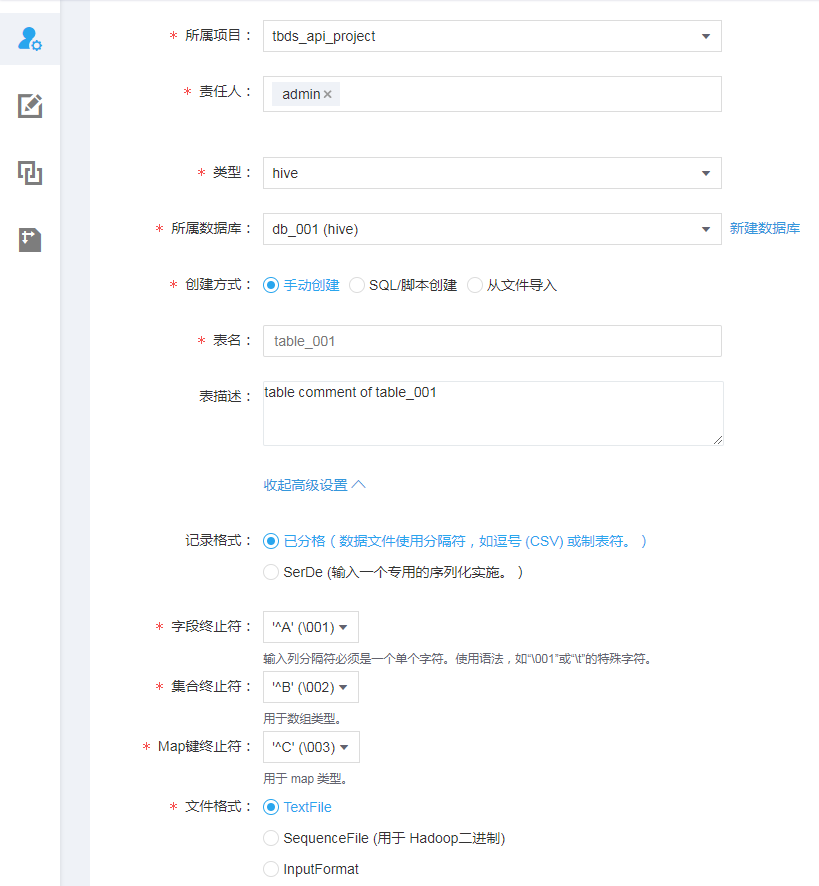 * 所属项目： tbds_api_project
* 责任人： admin ×
* 类型： hive
* 所属数据库： db_001 (hive) 新建数据库
* 创建方式： 手动创建 SQL/脚本创建 从文件导入
* 表名： table_001
表描述： table comment of table_001
收起高级设置
记录格式： 已分格（数据文件使用分隔符，如逗号 (CSV) 或制表符。）
SerDe (输入一个专用的序列化实施。）
* 字段终止符： '^A' (\001)
输入列分隔符必须是一个单个字符。使用语法，如“\001”或“\t”的特殊字符。
* 集合终止符： '^B' (\002)
用于数组类型。
* Map键终止符： '^C' (\003)
用于 map 类型。
* 文件格式： TextFile
SequenceFile (用于 Hadoop二进制)
InputFormat